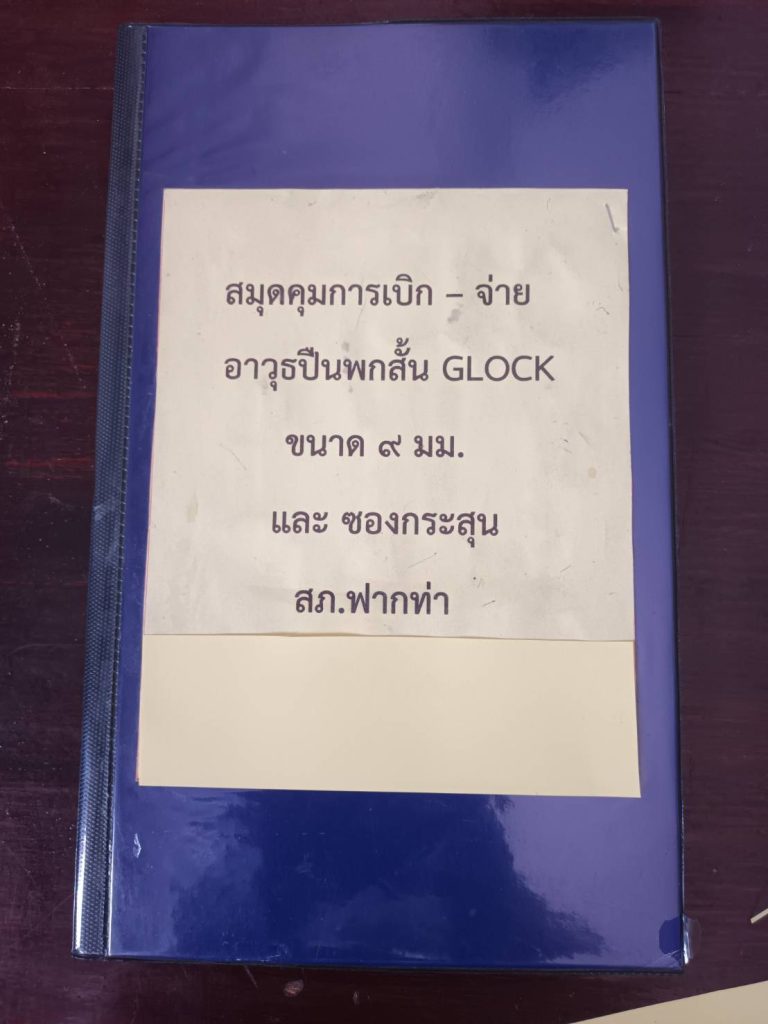 สมุดคุมการเบิก – จ่าย
อาวุธปืนพกสั้น GLOCK
ขนาด ๙ มม.
และ ซองกระสุน
สภ.ฟากท่า